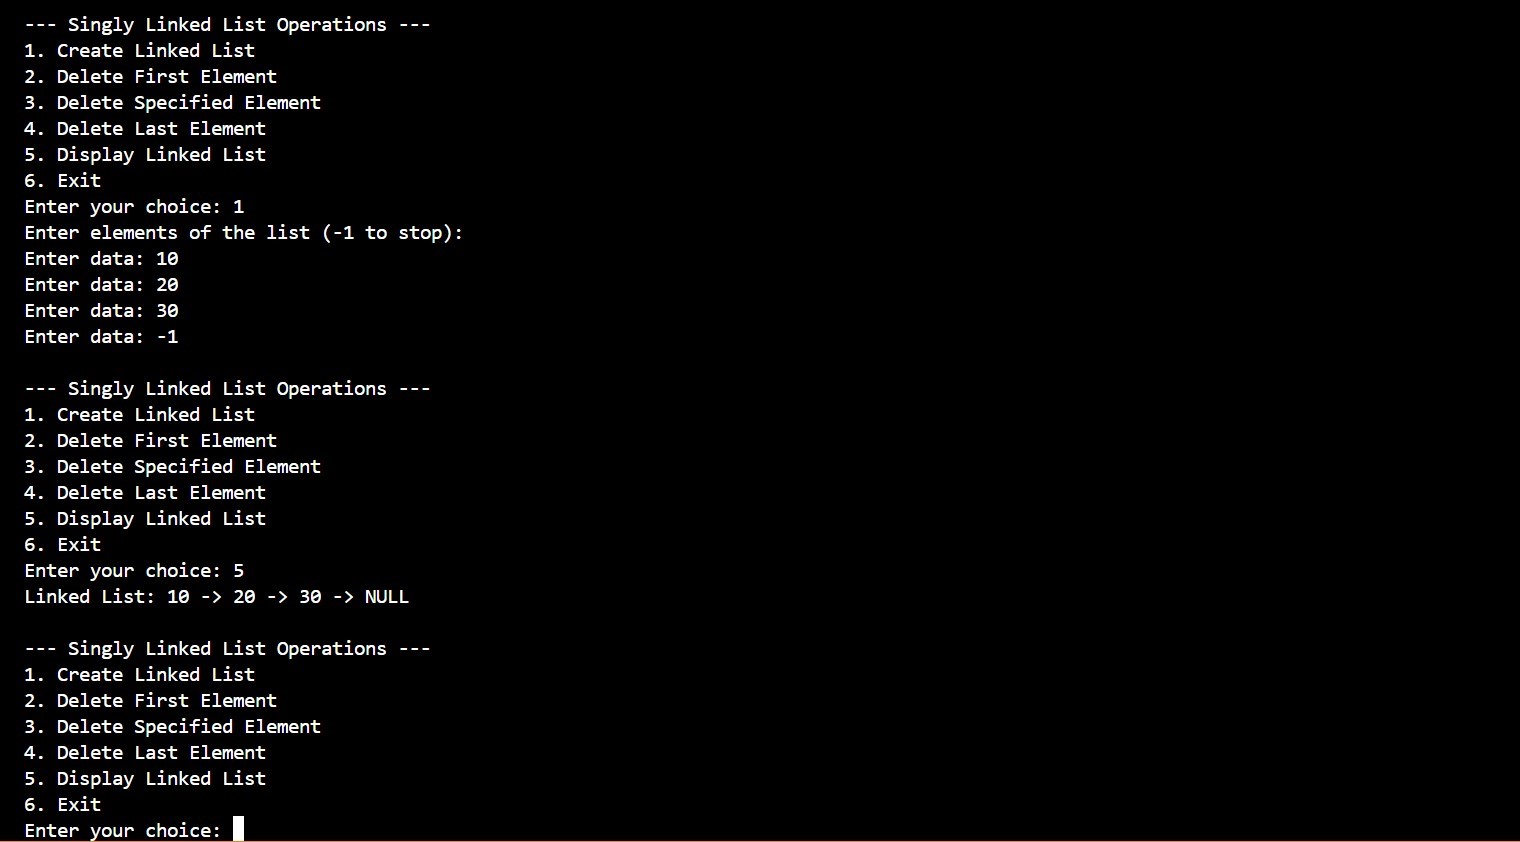 --- Singly Linked List Operations ---
1. Create Linked List
2. Delete First Element
3. Delete Specified Element
4. Delete Last Element
5. Display Linked List
6. Exit
Enter your choice: 1
Enter elements of the list (-1 to stop):
Enter data: 10
Enter data: 20
Enter data: 30
Enter data: -1

--- Singly Linked List Operations ---
1. Create Linked List
2. Delete First Element
3. Delete Specified Element
4. Delete Last Element
5. Display Linked List
6. Exit
Enter your choice: 5
Linked List: 10 -> 20 -> 30 -> NULL

--- Singly Linked List Operations ---
1. Create Linked List
2. Delete First Element
3. Delete Specified Element
4. Delete Last Element
5. Display Linked List
6. Exit
Enter your choice: